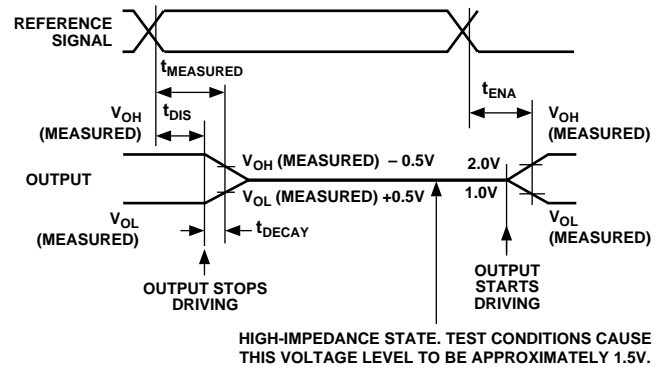 REFERENCE
SIGNAL
tMEASURED
tENA
VOH
(MEASURED)
tDIS
VOH
(MEASURED)
VOH (MEASURED) – 0.5V
2.0V
OUTPUT
VOL (MEASURED) +0.5V
1.0V
VOL
(MEASURED)
tDECAY
VOL
(MEASURED)
OUTPUT STOPS
DRIVING
OUTPUT
STARTS
DRIVING
HIGH-IMPEDANCE STATE. TEST CONDITIONS CAUSE
THIS VOLTAGE LEVEL TO BE APPROXIMATELY 1.5V.